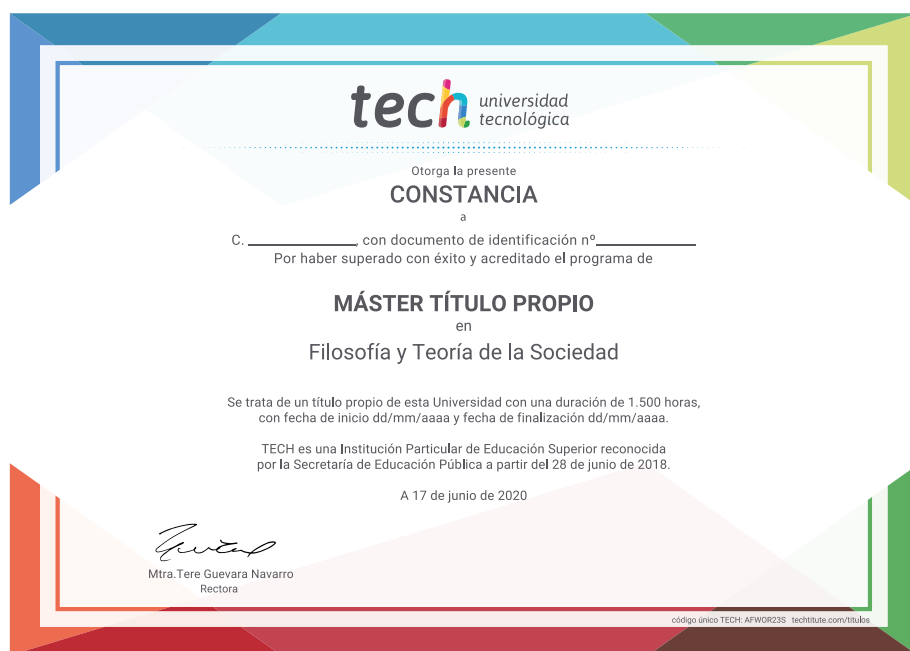 tech universidad
tecnológica
Otorga la presente
CONSTANCIA
a
C. ____________, con documento de identificación nº____________
Por haber superado con éxito y acreditado el programa de
MÁSTER TÍTULO PROPIO
en
Filosofía y Teoría de la Sociedad
Se trata de un título propio de esta Universidad con una duración de 1.500 horas,
con fecha de inicio dd/mm/aaaa y fecha de finalización dd/mm/aaaa.
TECH es una Institución Particular de Educación Superior reconocida
por la Secretaría de Educación Pública a partir del 28 de junio de 2018.
A 17 de junio de 2020
Mtra.Tere Guevara Navarro
Rectora
código único TECH: AFWOR23S techtitute.com/titulos